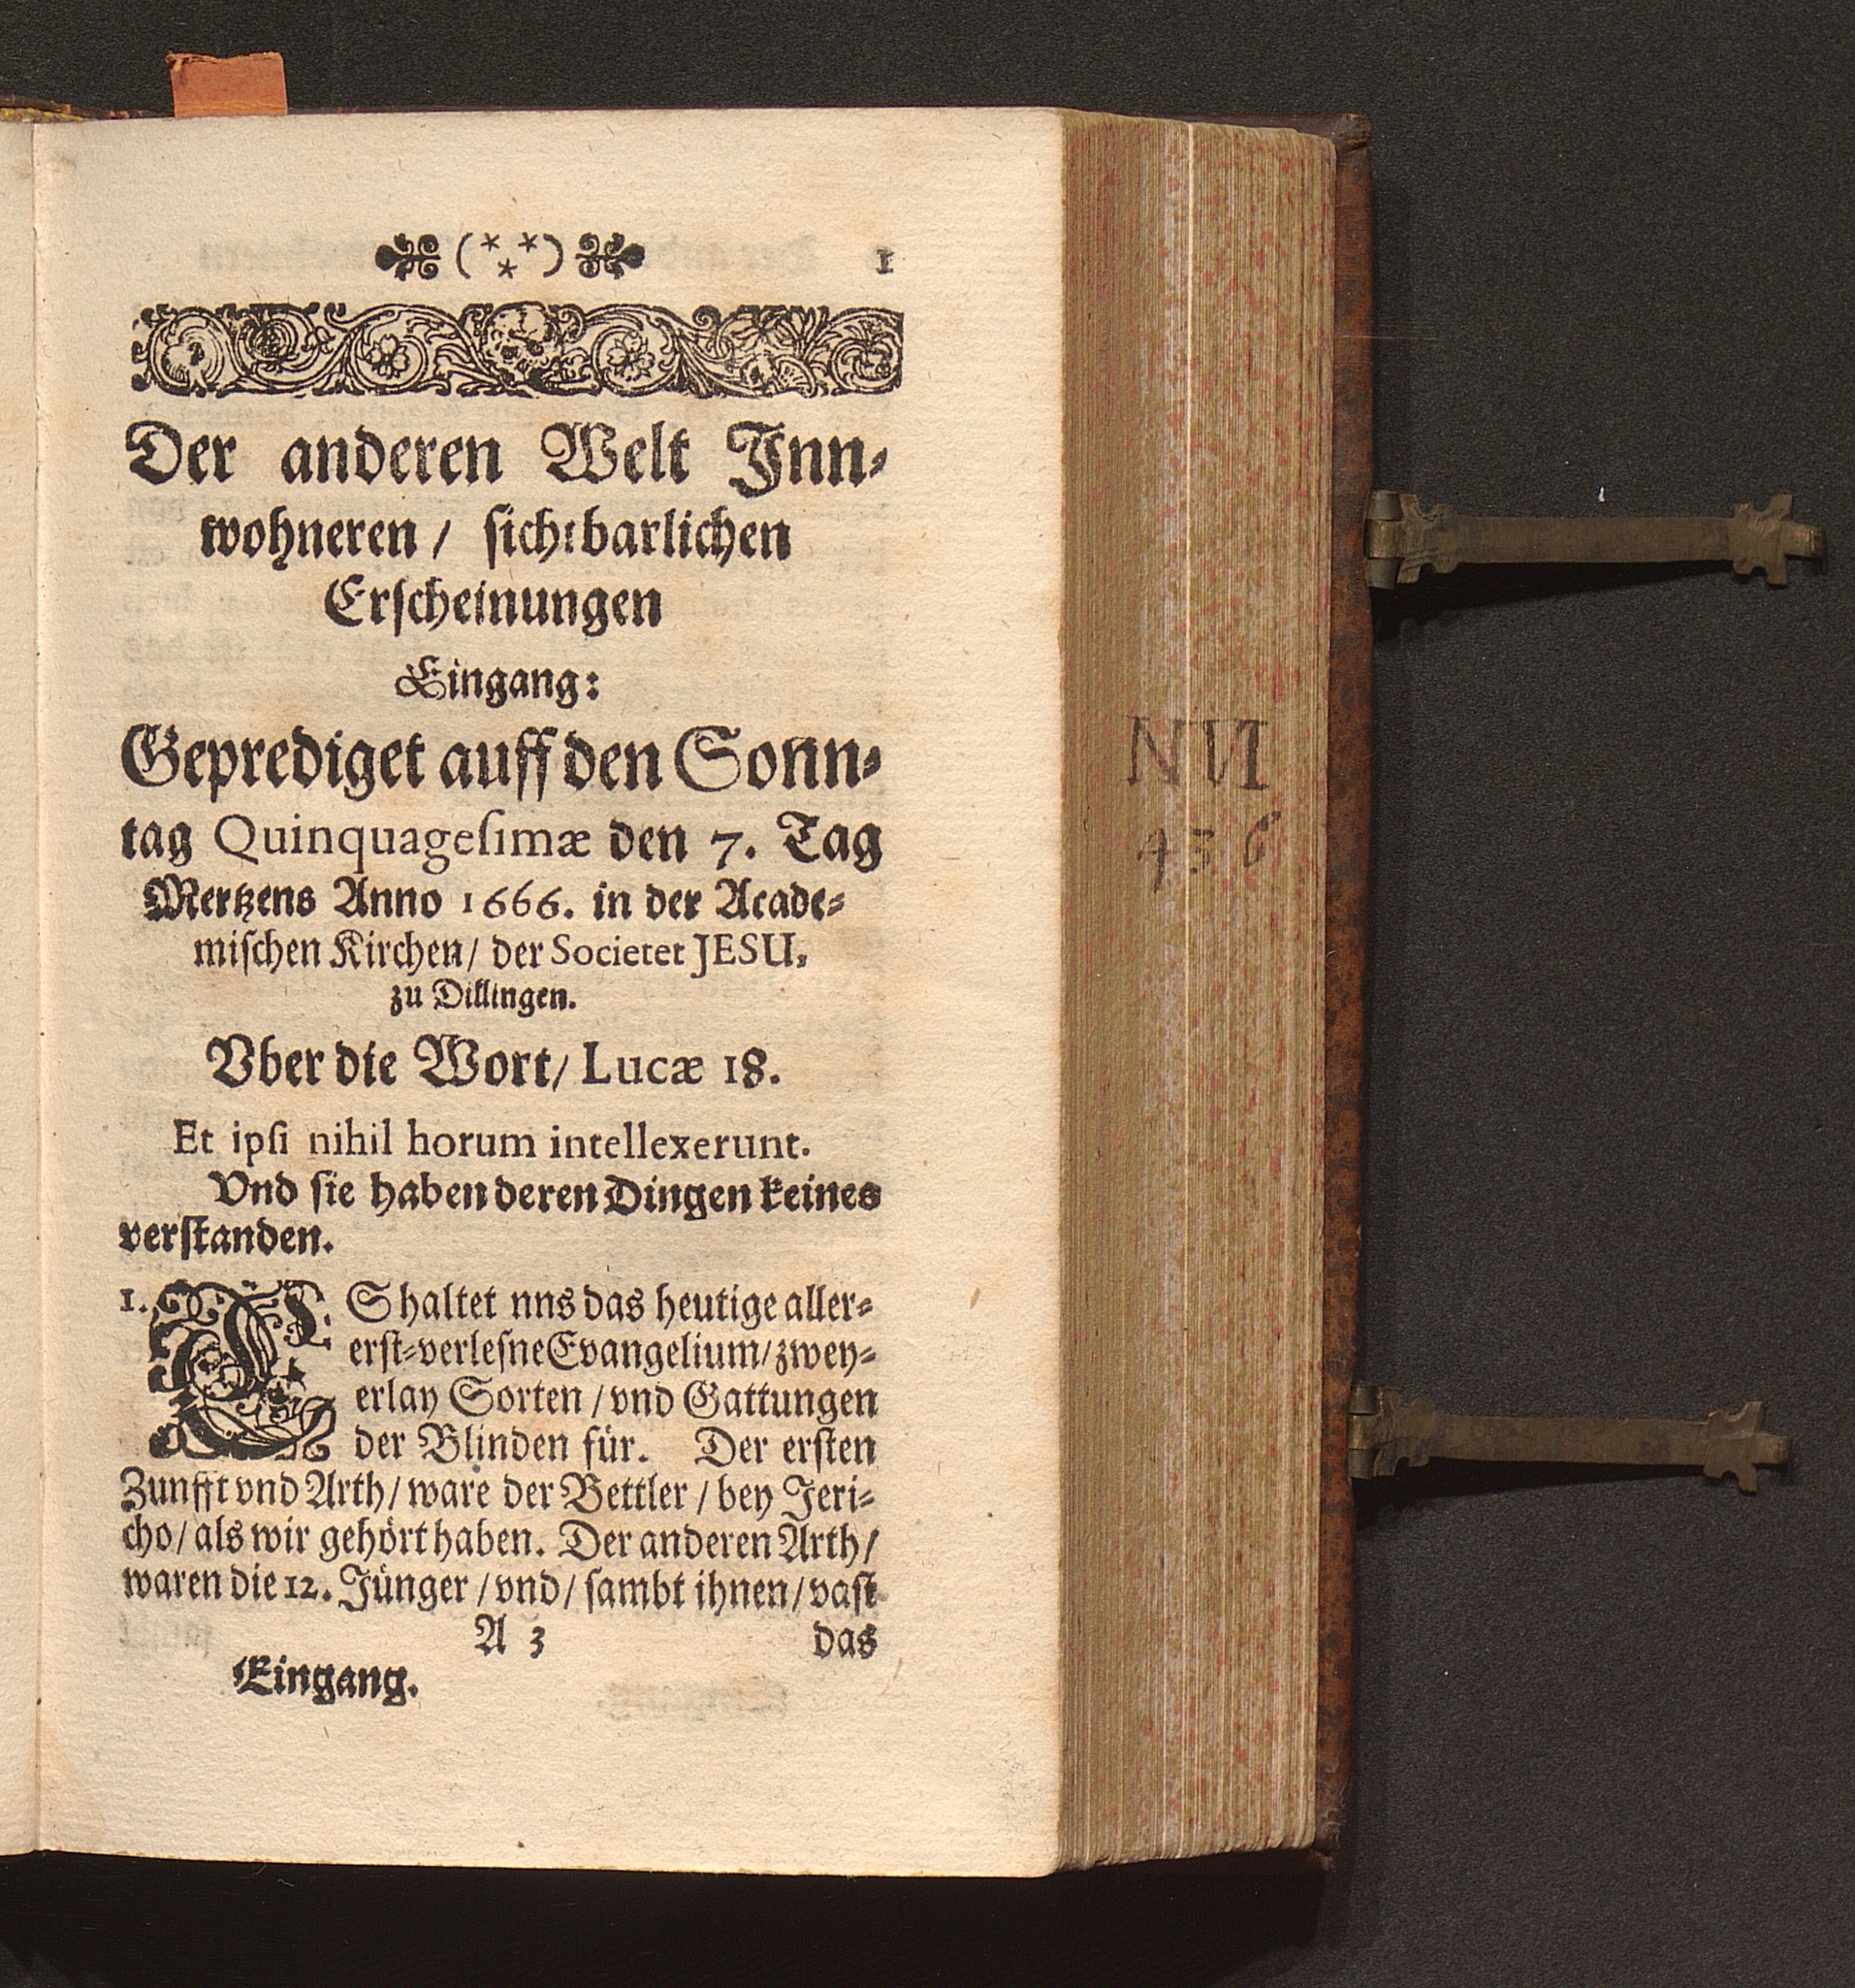 (***) 1
Der anderen Welt Jnn-
wohneren / sichtbarlichen
Erscheinungen
Eingang:
Geprediget auff den Sonn-
tag Quinquagesimæ den 7. Tag
Mertzens Anno 1666. in der Acade-
mischen Kirchen / der Societet JESU,
zu Dillingen.
Vber die Wort / Lucæ 18.
Et ipsi nihil horum intellexerunt.
Vnd sie haben deren Dingen keines
verstanden.
1. ES haltet nns das heutige aller-
erst-verlesne Evangelium / zwey-
erlay Sorten / vnd Gattungen
der Blinden für. Der ersten
Zunfft vnd Arth / ware der Bettler / bey Jeri-
cho / als wir gehört haben. Der anderen Arth /
waren die 12. Jünger / vnd / sambt ihnen / vast
A 3 das
Eingang.
436